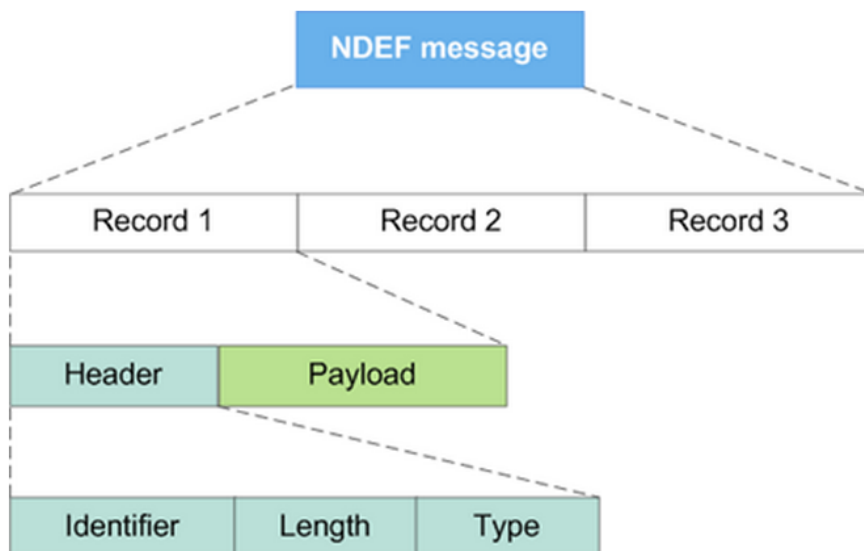 NDEF message
Record 1 Record 2 Record 3
Header Payload
Identifier Length Type